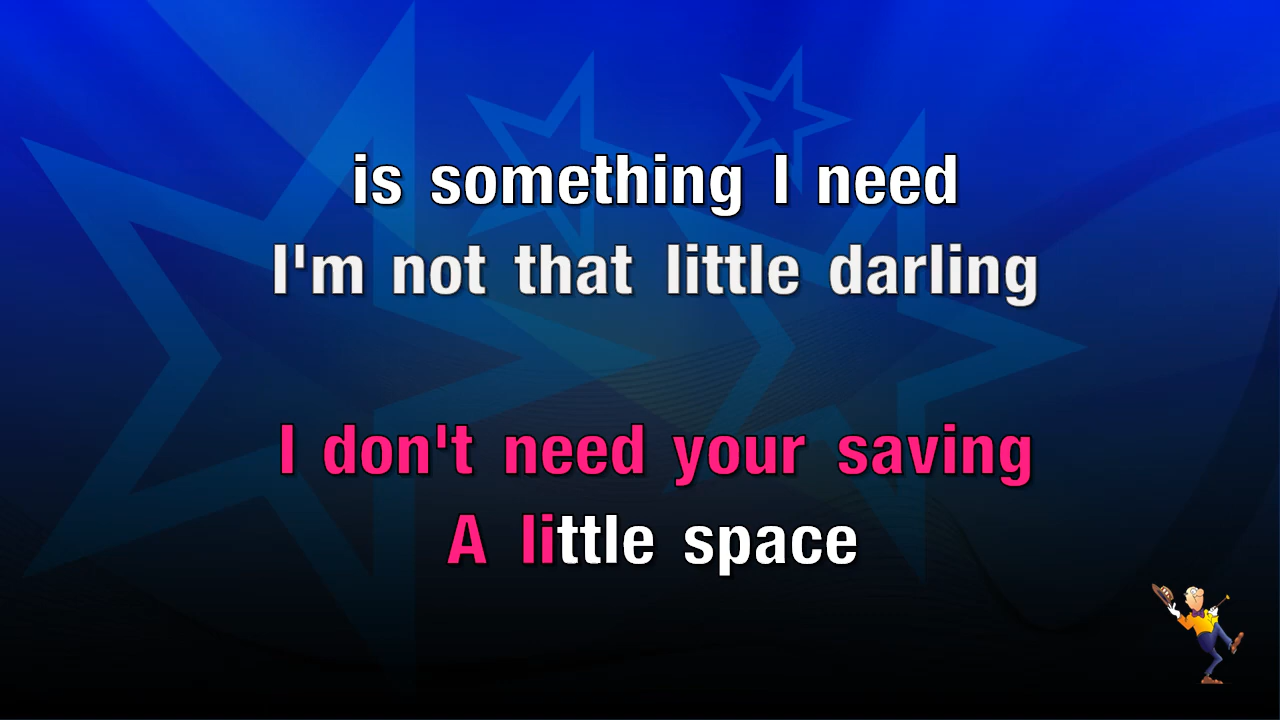 is something I need
I'm not that little darling
I don't need your saving
A little space